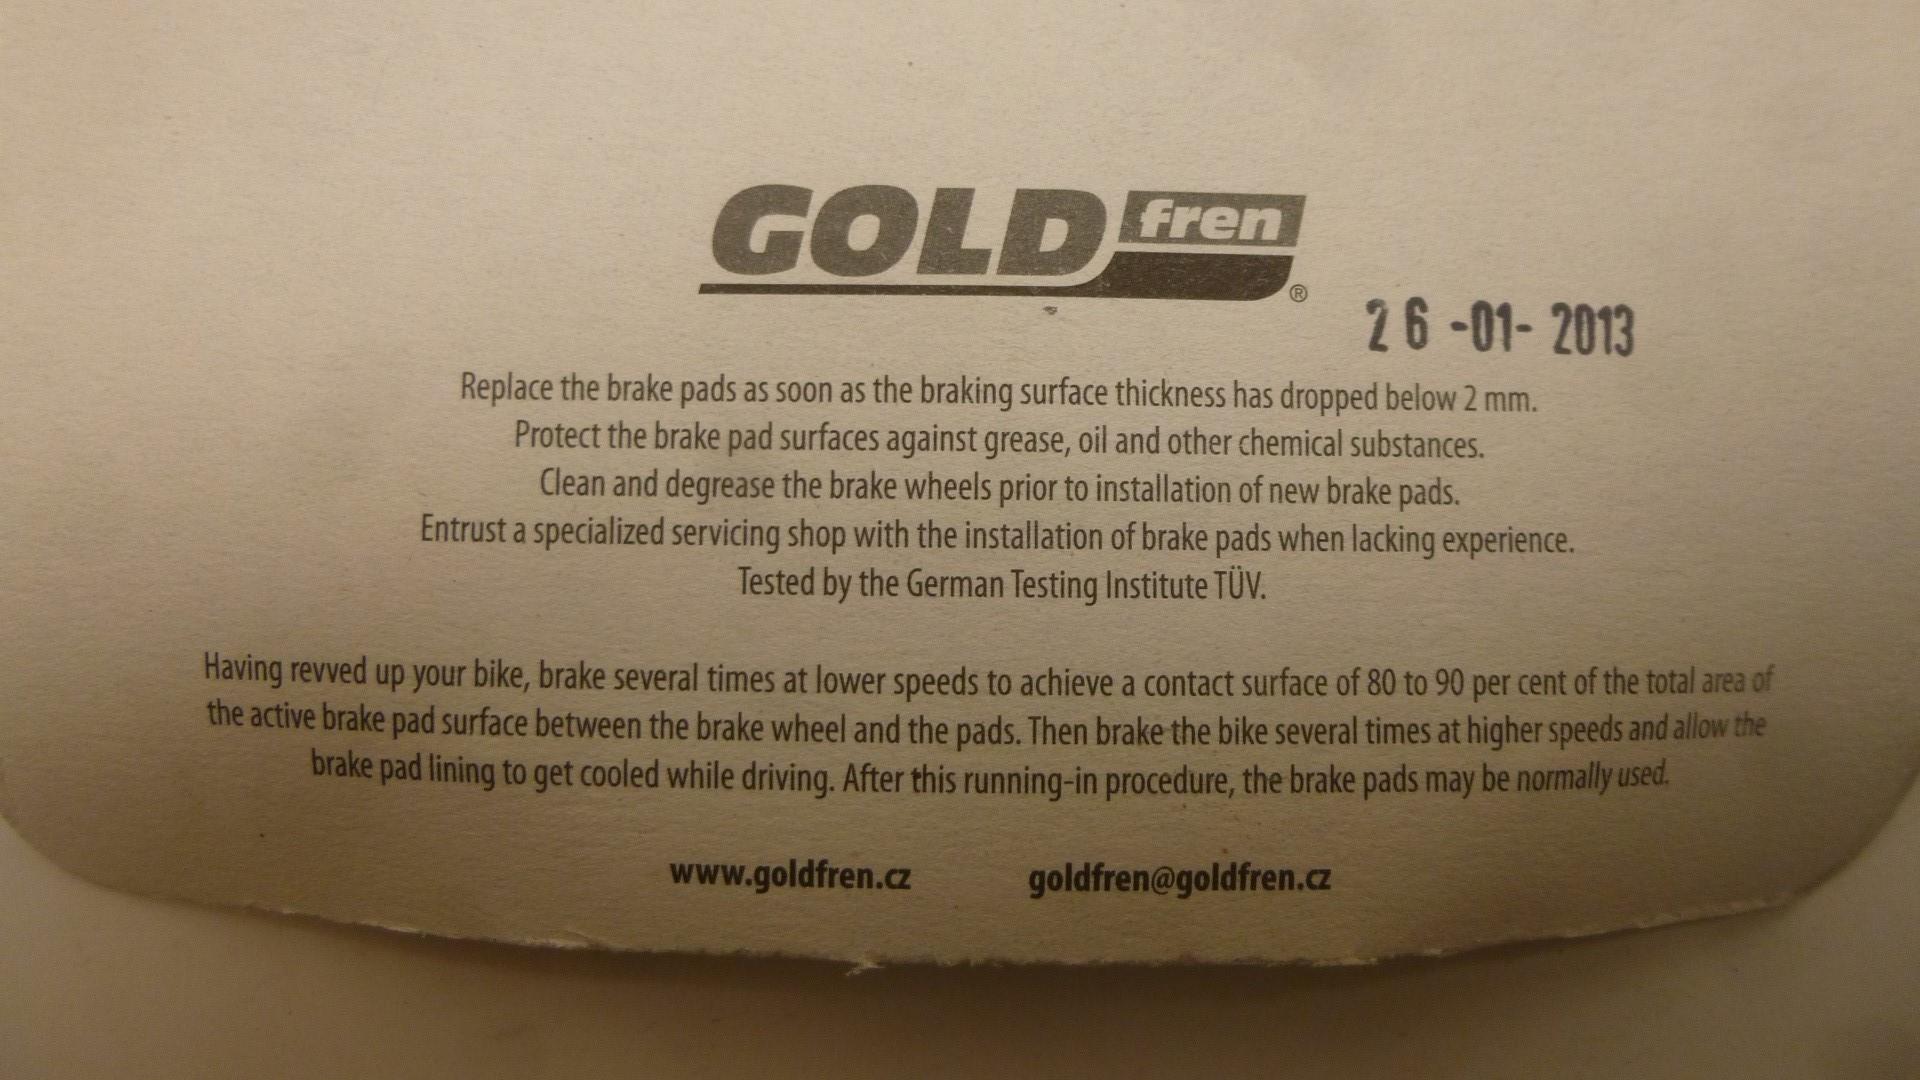 GOLD fren ®
26 -01- 2013
Replace the brake pads as soon as the braking surface thickness has dropped below 2 mm.
Protect the brake pad surfaces against grease, oil and other chemical substances.
Clean and degrease the brake wheels prior to installation of new brake pads.
Entrust a specialized servicing shop with the installation of brake pads when lacking experience.
Tested by the German Testing Institute TÜV.
Having revved up your bike, brake several times at lower speeds to achieve a contact surface of 80 to 90 per cent of the total area of
the active brake pad surface between the brake wheel and the pads. Then brake the bike several times at higher speeds and allow the
brake pad lining to get cooled while driving. After this running-in procedure, the brake pads may be normally used.
www.goldfren.cz goldfren@goldfren.cz